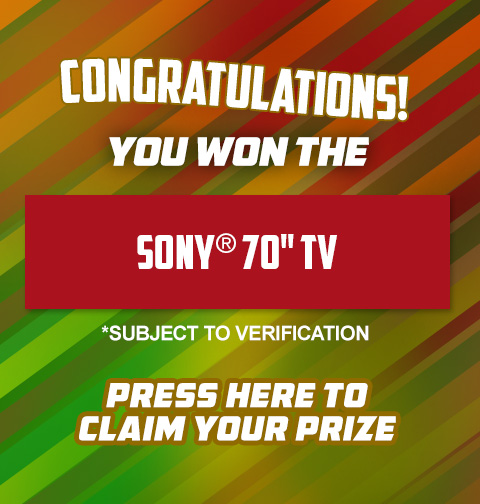 CONGRATULATIONS!
YOU WON THE
SONY® 70" TV
*SUBJECT TO VERIFICATION
PRESS HERE TO
CLAIM YOUR PRIZE